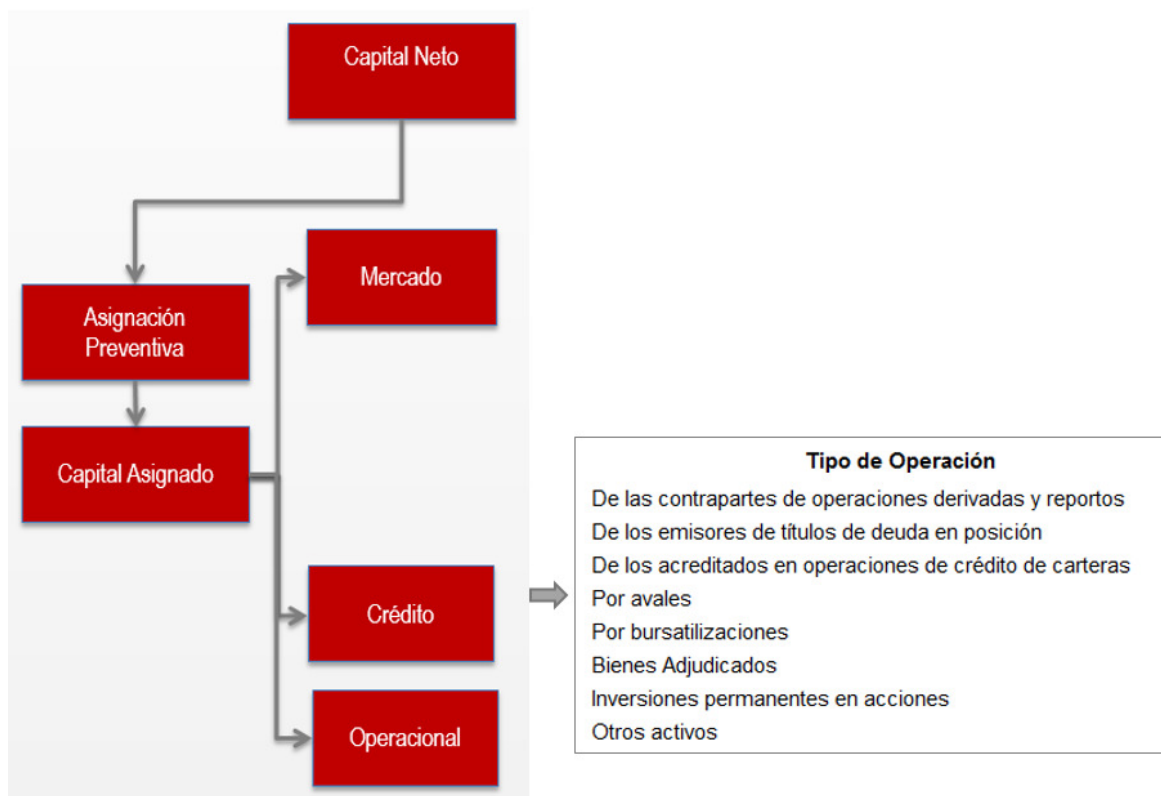 Capital Neto
Mercado
Asignación
Preventiva
Capital Asignado
Crédito
Operacional
Tipo de Operación
De las contrapartes de operaciones derivadas y reportos
De los emisores de títulos de deuda en posición
De los acreditados en operaciones de crédito de carteras
Por avales
Por bursatilizaciones
Bienes Adjudicados
Inversiones permanentes en acciones
Otros activos